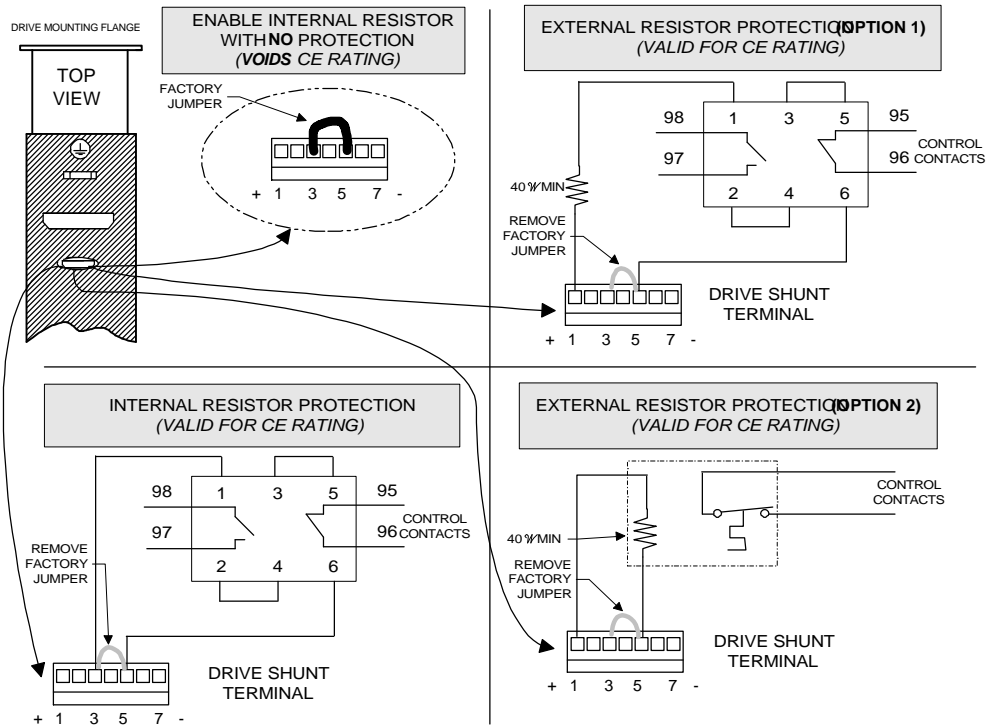 DRIVE MOUNTING FLANGE
TOP
VIEW
ENABLE INTERNAL RESISTOR
WITH NO PROTECTION
(VOIDS CE RATING)
FACTORY
JUMPER
+ 1 3 5 7 -
EXTERNAL RESISTOR PROTECTION (OPTION 1)
(VALID FOR CE RATING)
98 1 3 5 95
97 96
CONTROL
CONTACTS
2 4 6
40 MIN
REMOVE
FACTORY
JUMPER
DRIVE SHUNT
TERMINAL
+ 1 3 5 7 -
INTERNAL RESISTOR PROTECTION
(VALID FOR CE RATING)
98 1 3 5 95
97 96
CONTROL
CONTACTS
2 4 6
REMOVE
FACTORY
JUMPER
DRIVE SHUNT
TERMINAL
+ 1 3 5 7 -
EXTERNAL RESISTOR PROTECTION (OPTION 2)
(VALID FOR CE RATING)
CONTROL
CONTACTS
40 MIN
REMOVE
FACTORY
JUMPER
DRIVE SHUNT
TERMINAL
+ 1 3 5 7 -